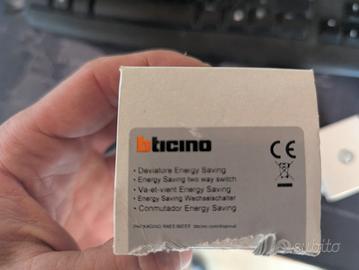 bticino
CE
• Deviatore Energy Saving
• Energy Saving two way switch
• Va-et-vient Energy Saving
• Energy Saving Wechselschalter
• Conmutador Energy Saving
subito